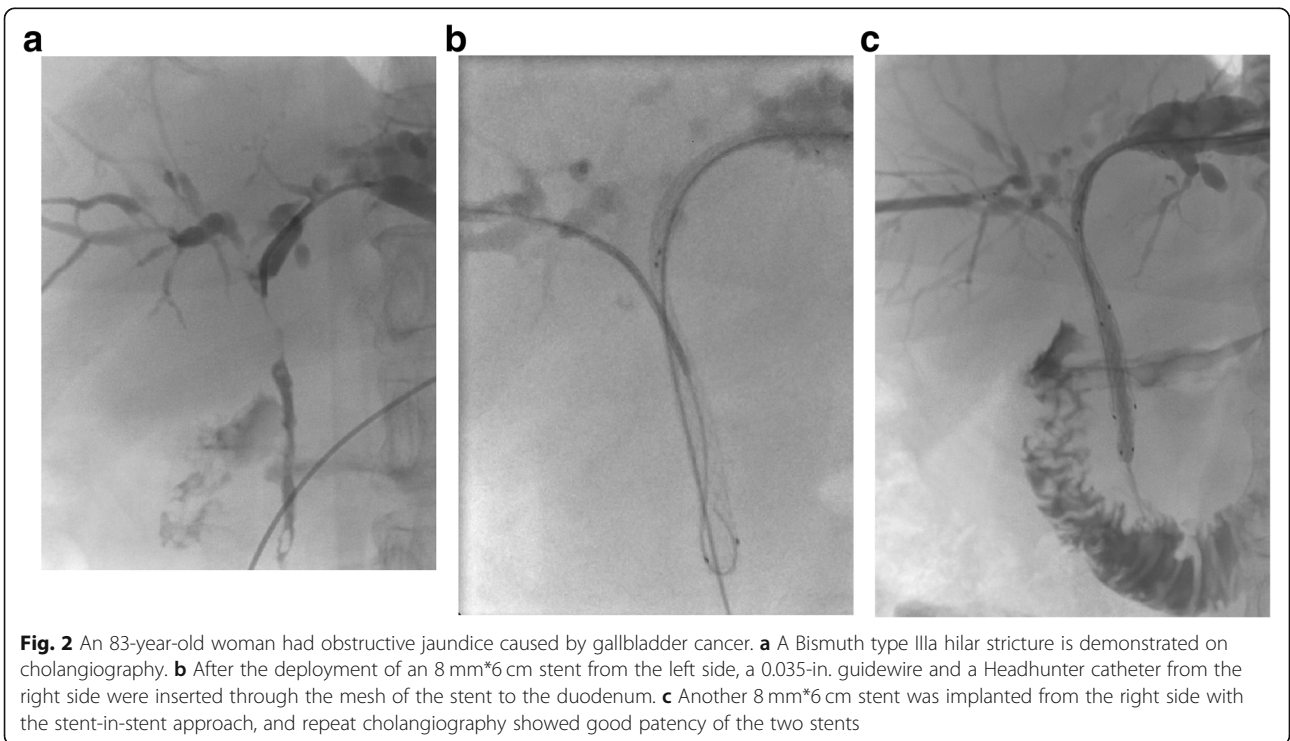 a
b
c
Fig. 2 An 83-year-old woman had obstructive jaundice caused by gallbladder cancer. a A Bismuth type IIIa hilar stricture is demonstrated on
cholangiography. b After the deployment of an 8 mm*6 cm stent from the left side, a 0.035-in. guidewire and a Headhunter catheter from the
right side were inserted through the mesh of the stent to the duodenum. c Another 8 mm*6 cm stent was implanted from the right side with
the stent-in-stent approach, and repeat cholangiography showed good patency of the two stents